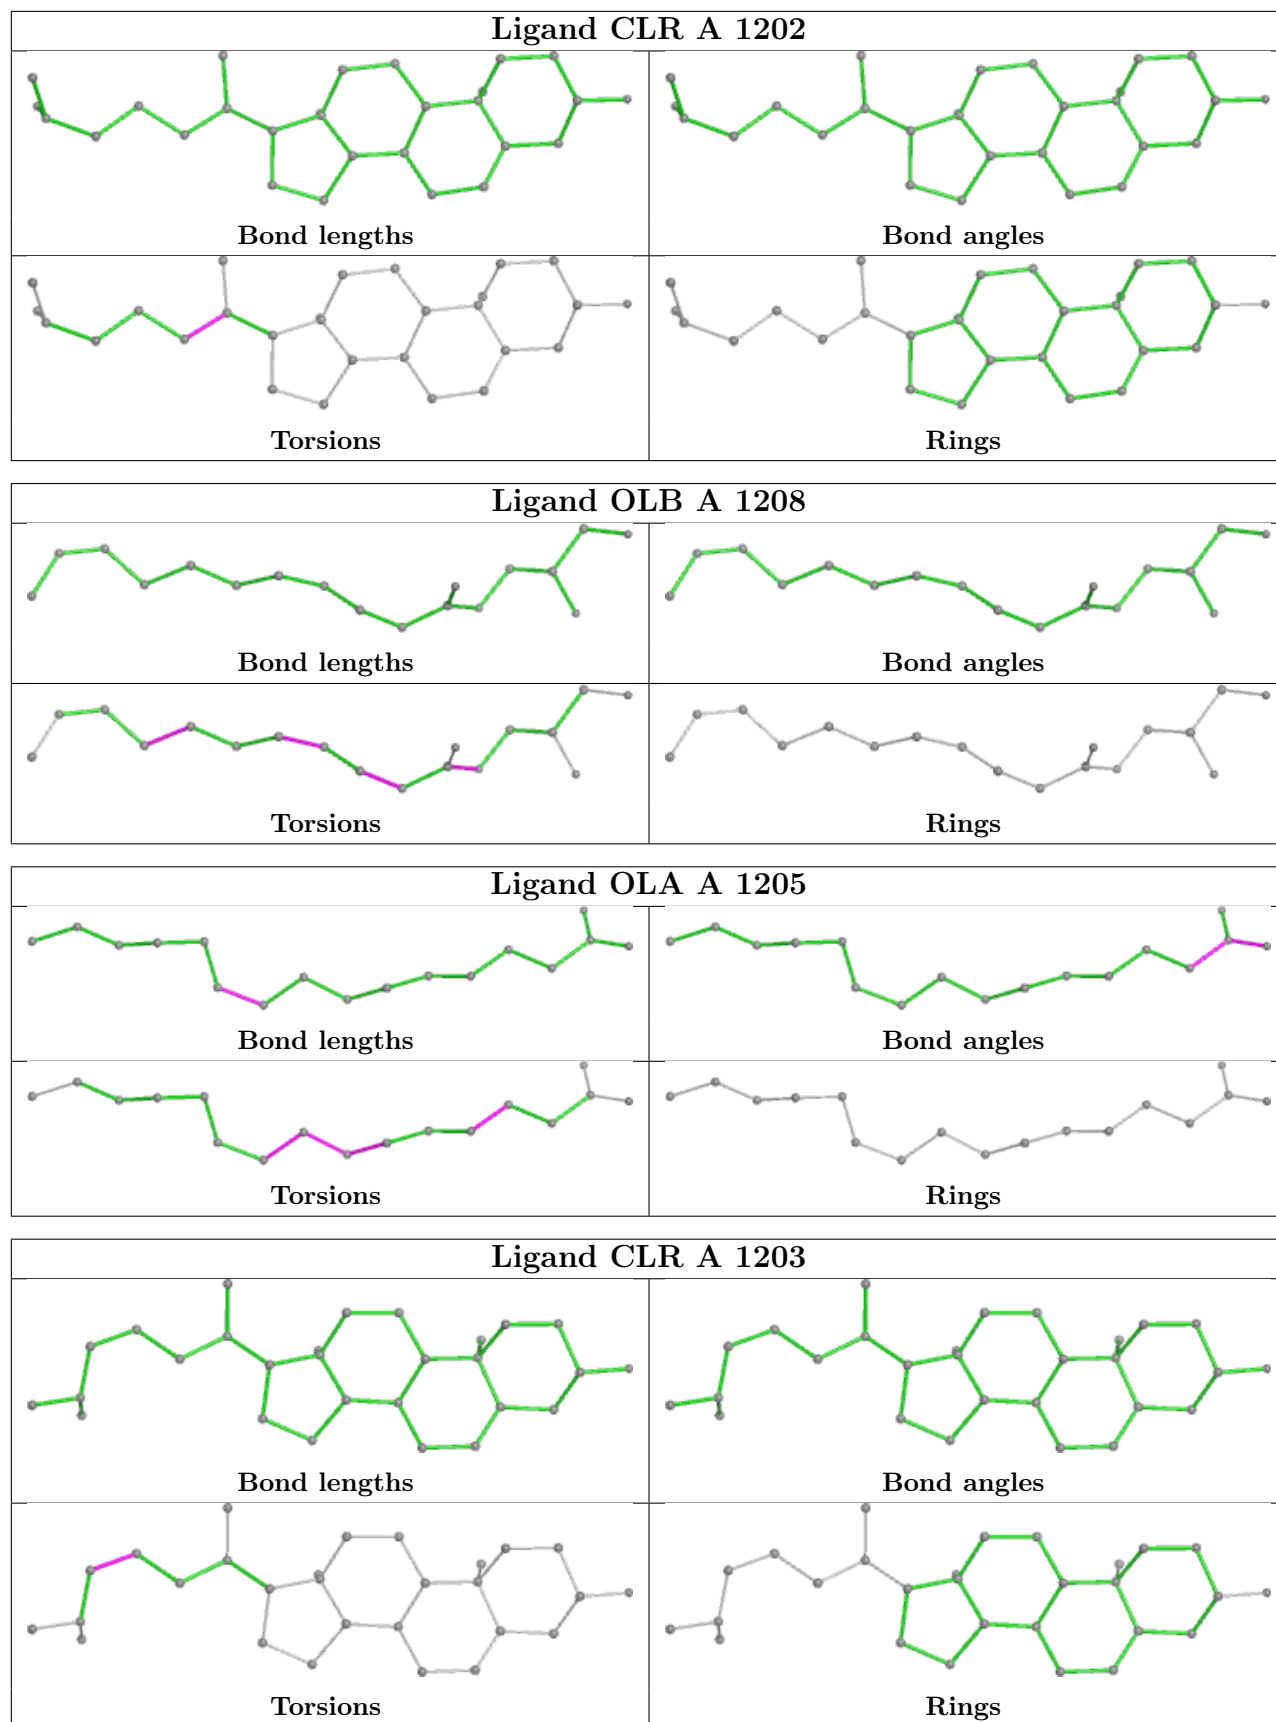 Ligand CLR A 1202
Bond lengths
Bond angles
Torsions
Rings
Ligand OLB A 1208
Bond lengths
Bond angles
Torsions
Rings
Ligand OLA A 1205
Bond lengths
Bond angles
Torsions
Rings
Ligand CLR A 1203
Bond lengths
Bond angles
Torsions
Rings